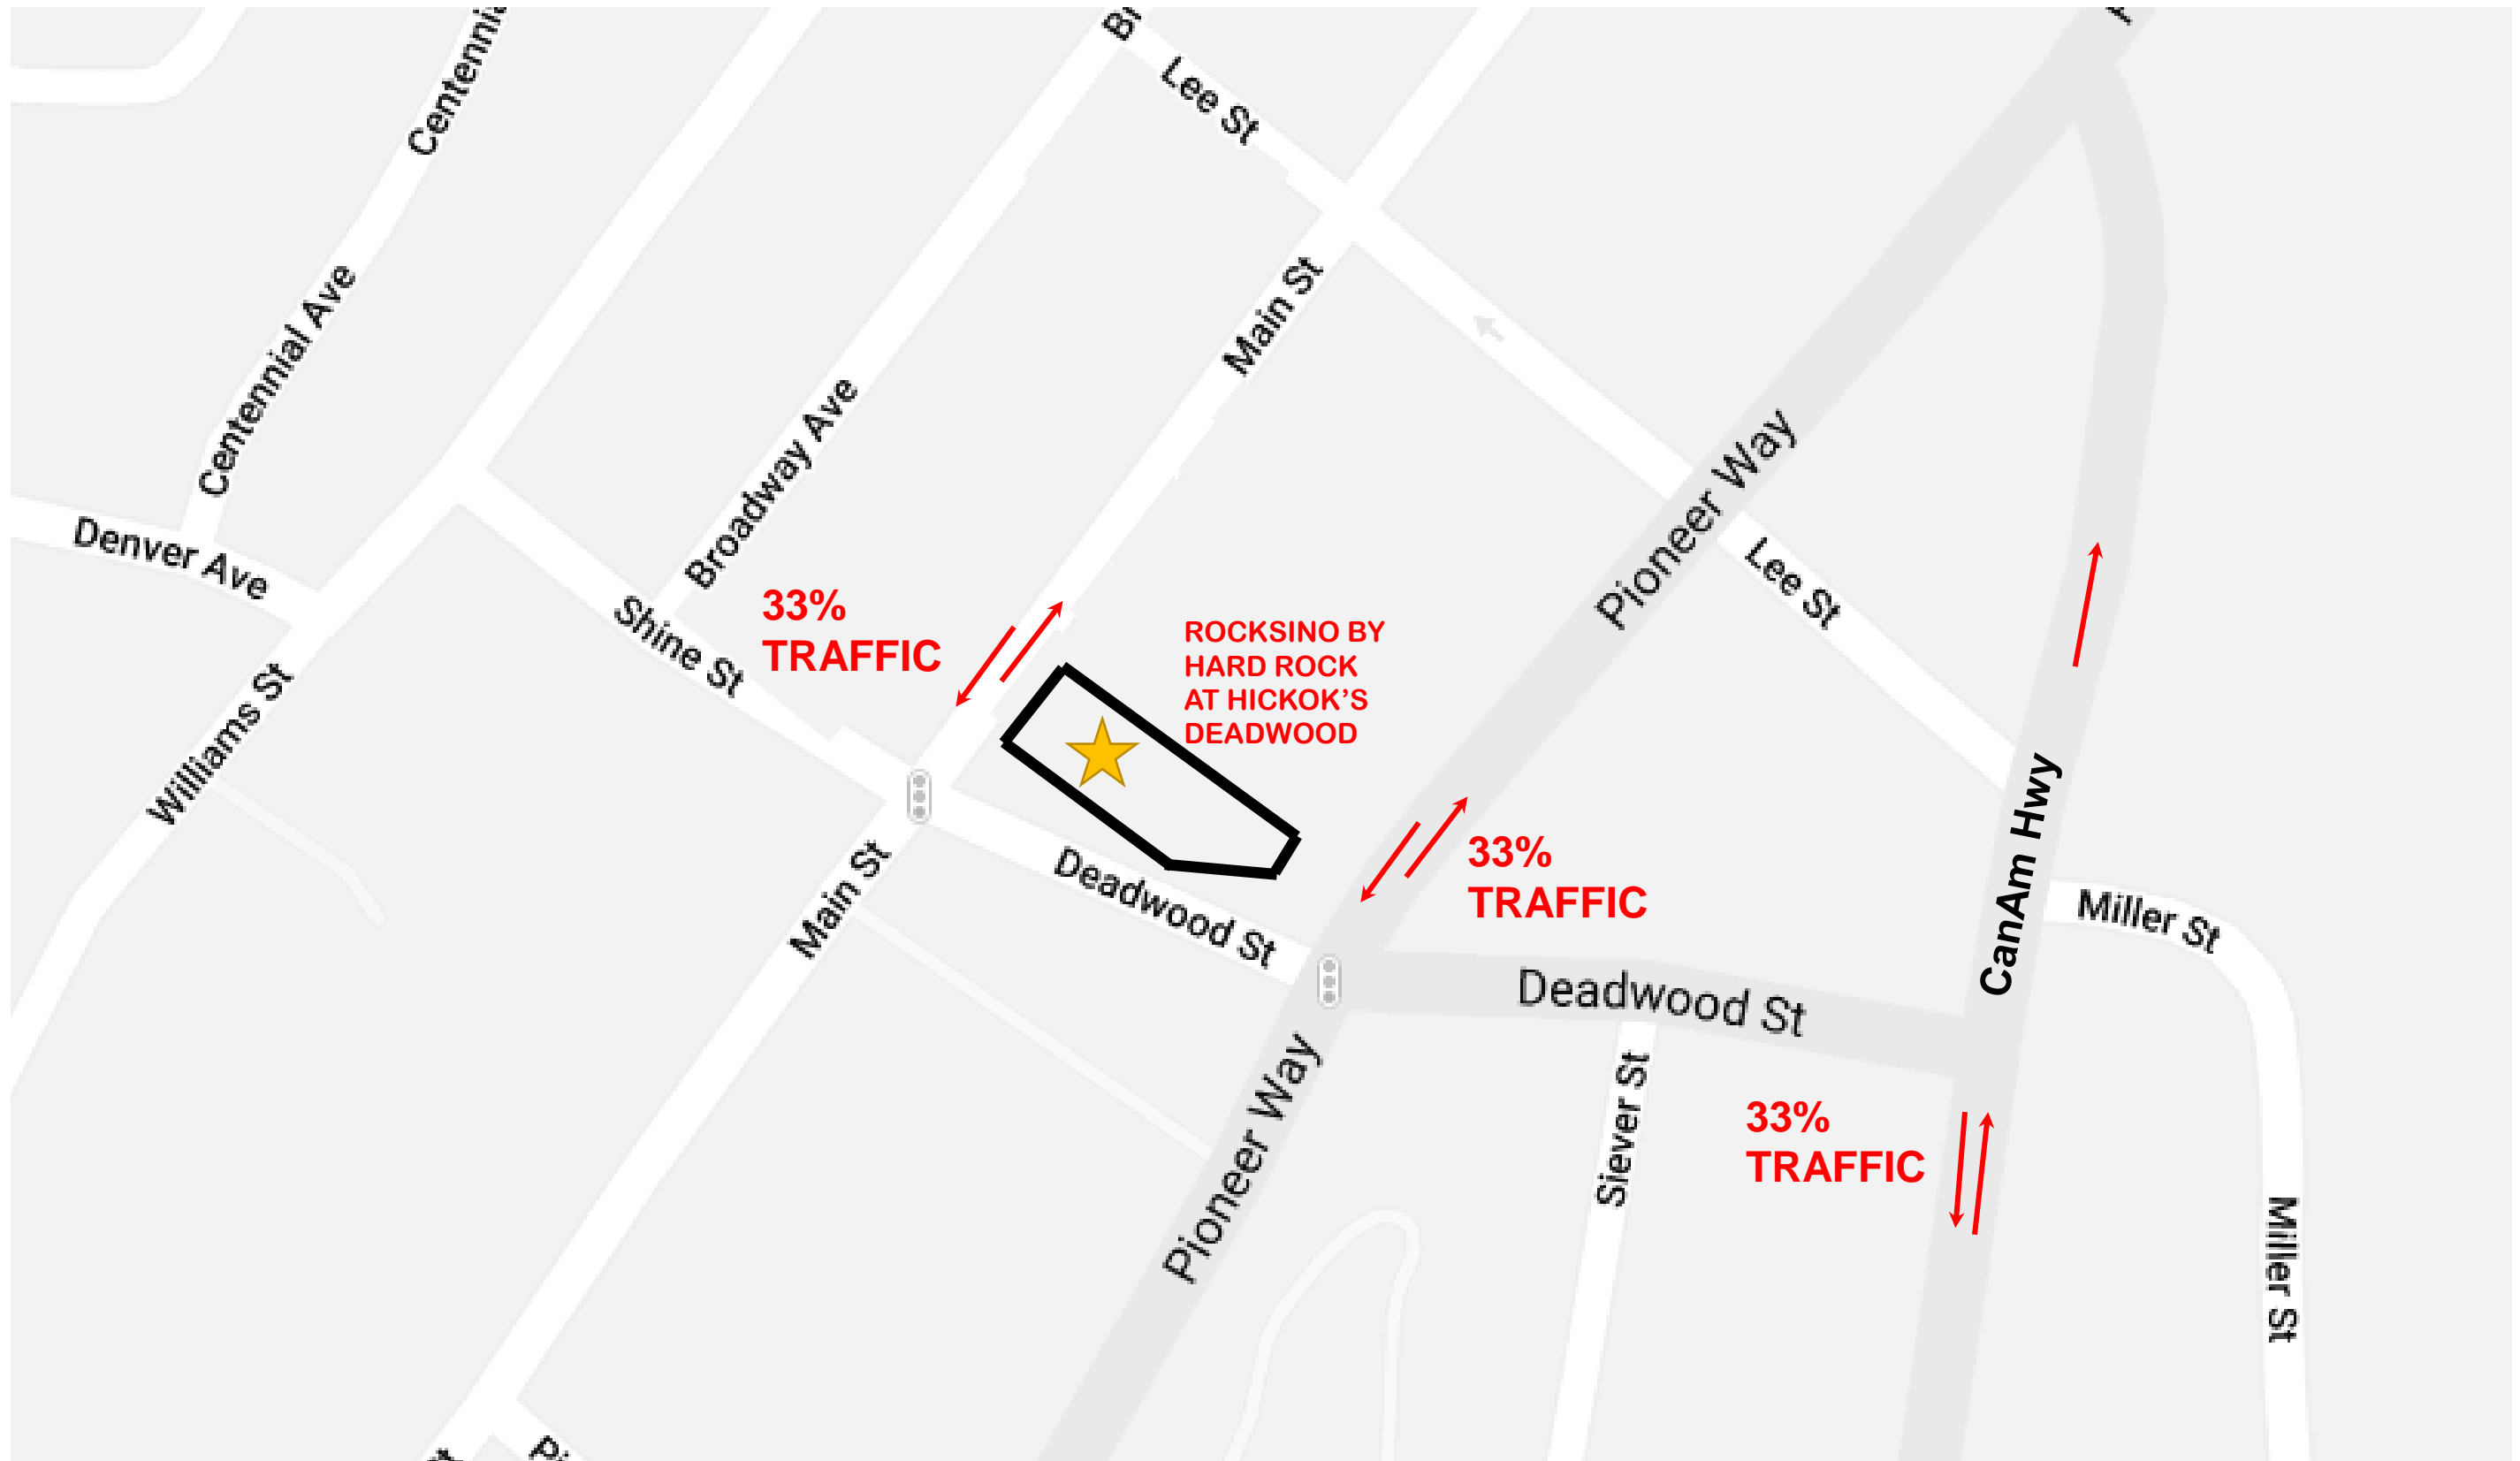 Lee St
Centennial Ave
Main St
Broadway Ave
Pioneer Way
Denver Ave
Lee St
Shine St
33%
TRAFFIC
ROCKSINO BY
HARD ROCK
AT HICKOK’S
DEADWOOD
Williams St
33%
TRAFFIC
CanAm Hwy
Main St
Deadwood St
Miller St
Deadwood St
Pioneer Way
Siever St
33%
TRAFFIC
Miller St